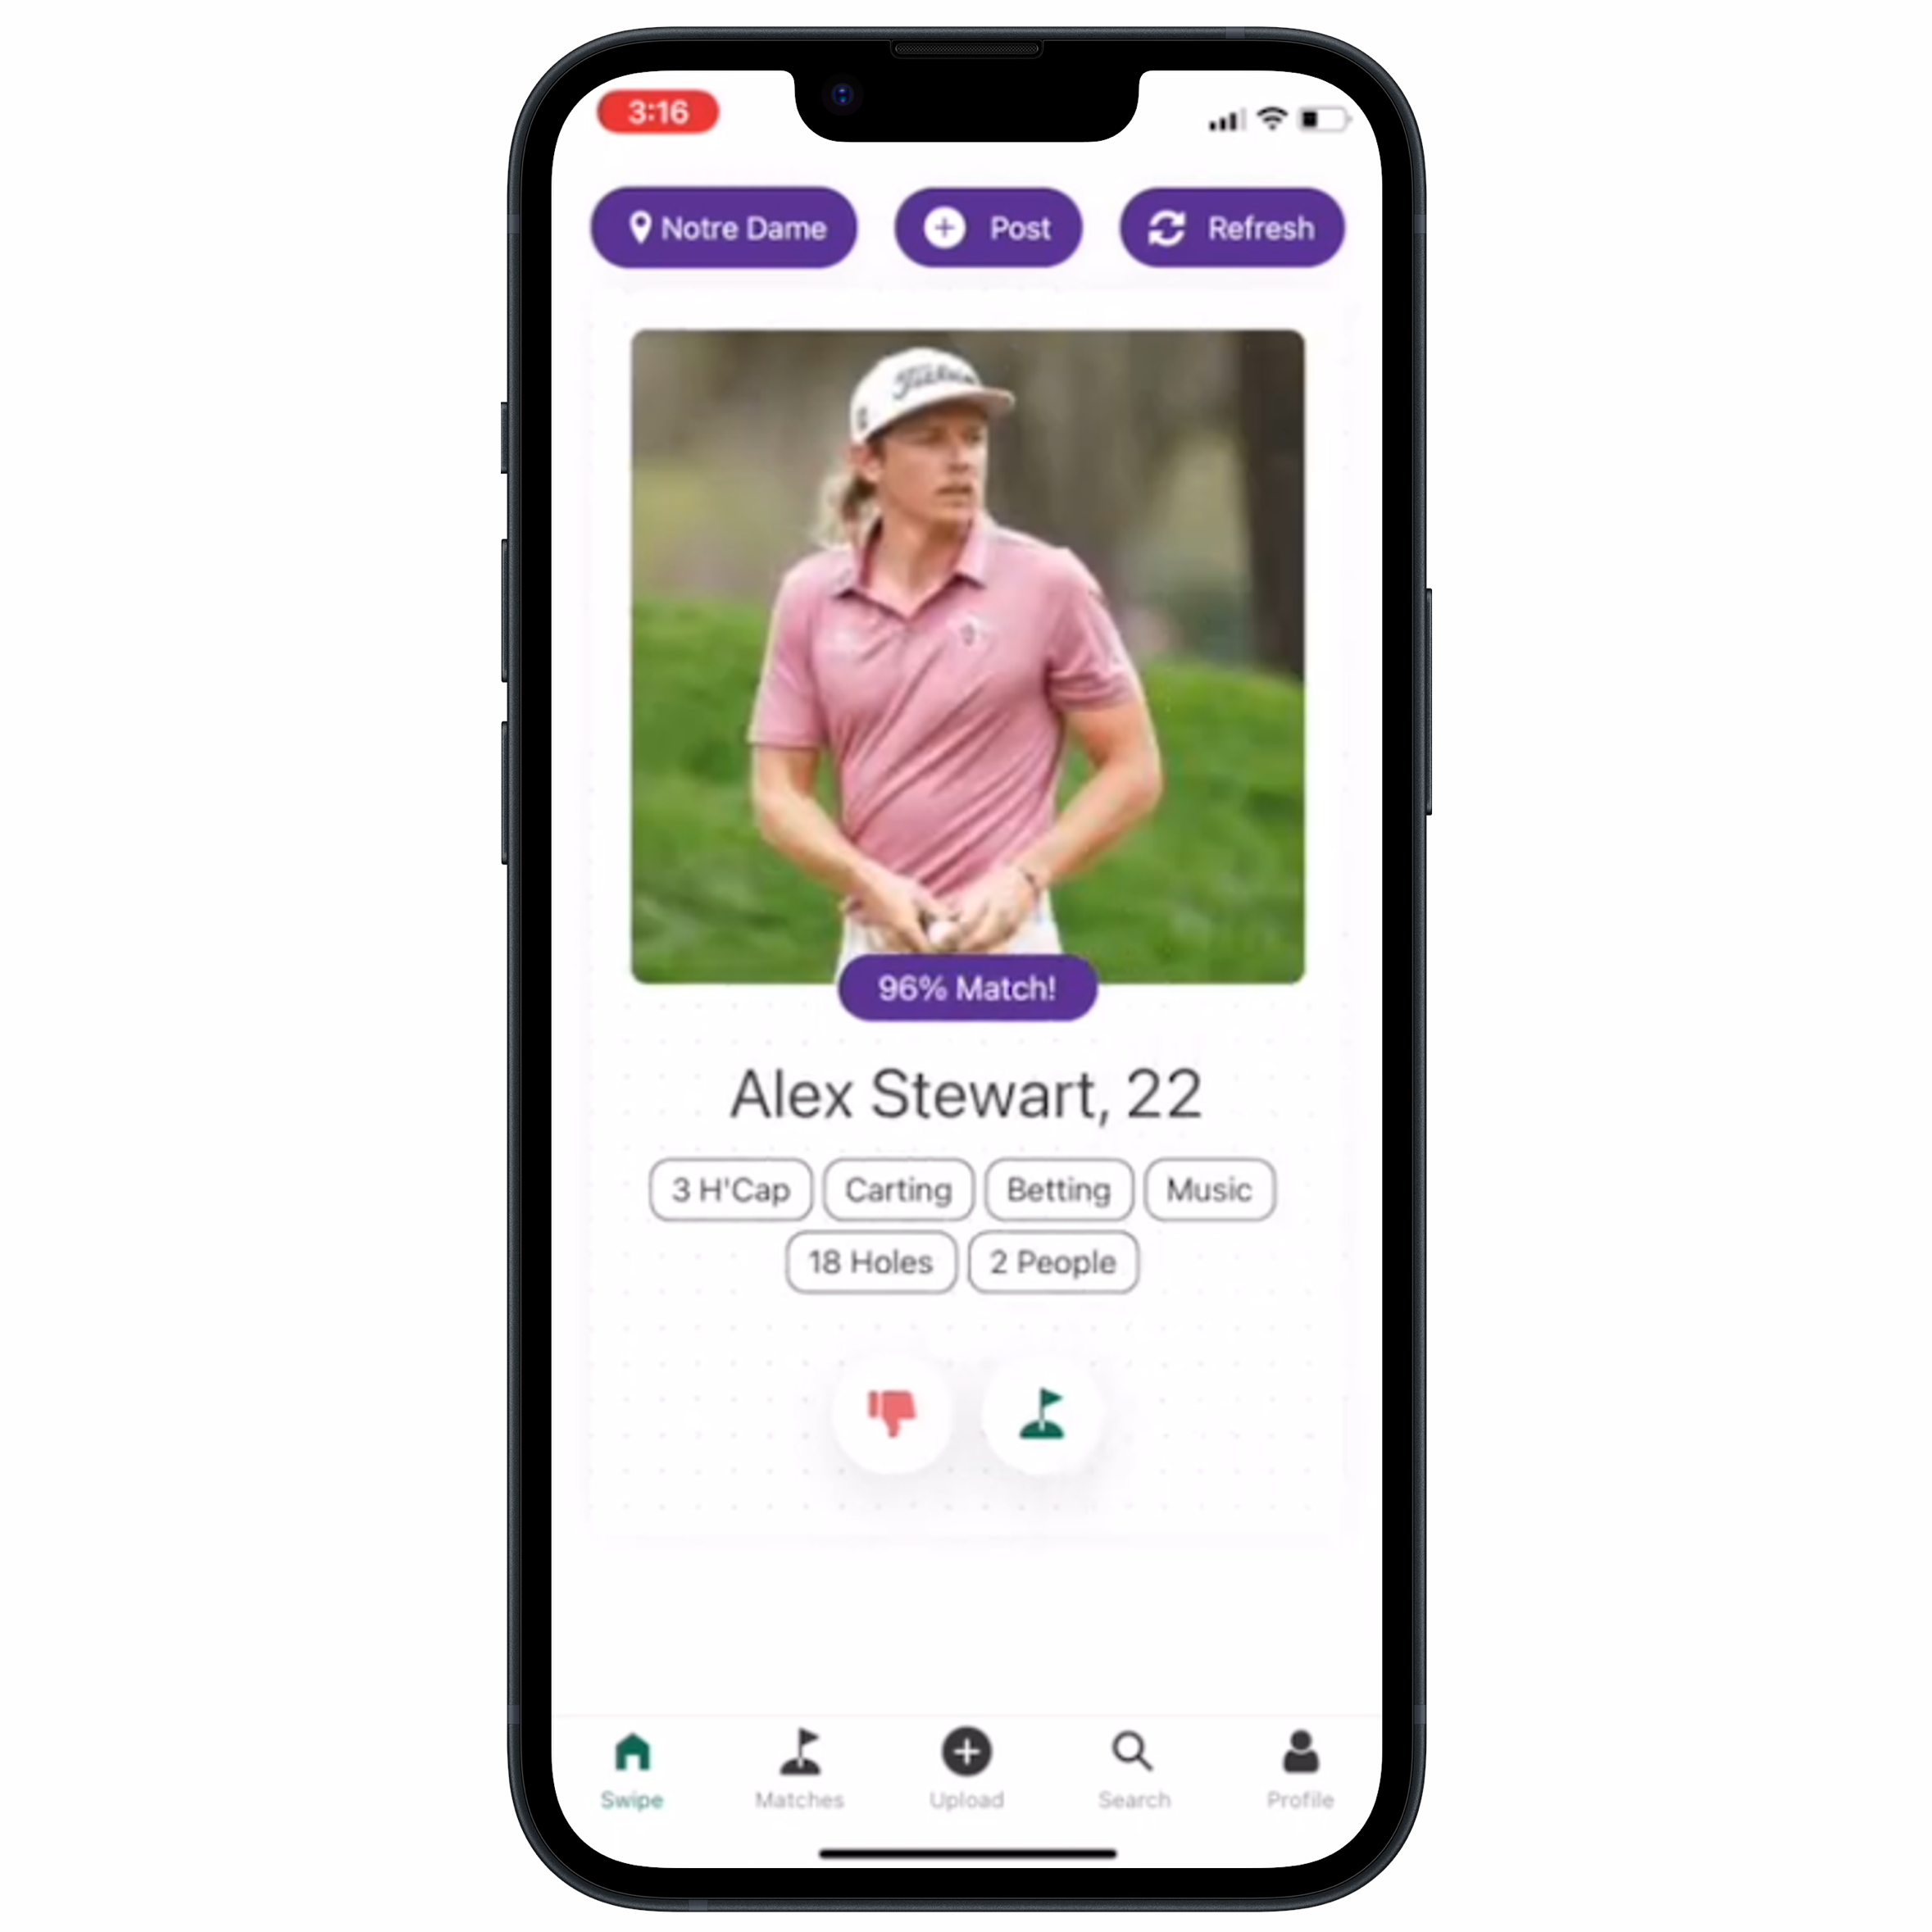 3:16
Notre Dame
Post
Refresh
Titleist
96% Match!
Alex Stewart, 22
3 H'Cap
Carting
Betting
Music
18 Holes
2 People
Swipe
Matches
Upload
Search
Profile